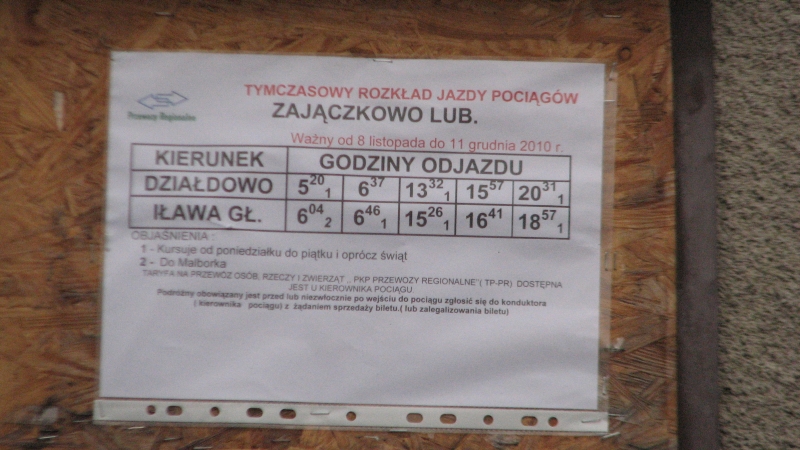 TYMCZASOWY ROZKŁAD JAZDY POCIĄGÓW
Przewozy Regionalne
ZAJĄCZKOWO LUB.
Ważny od 8 listopada do 11 grudnia 2010 r.
KIERUNEK GODZINY ODJAZDU
DZIAŁDOWO 5 20 1 6 37 13 32 1 15 57 20 31 1
IŁAWA GŁ. 6 04 2 6 46 1 15 26 1 16 41 18 57 1
OBJAŚNIENIA :
1 - Kursuje od poniedziałku do piątku i oprócz świąt
2 - Do Malborka
TARYFA NA PRZEWÓZ OSÓB, RZECZY I ZWIERZĄT ,, PKP PRZEWOZY REGIONALNE" ( TP-PR) DOSTĘPNA
JEST U KIEROWNIKA POCIĄGU
Podróżny obowiązany jest przed lub niezwłocznie po wejściu do pociągu zgłosić się do konduktora
( kierownika pociągu) z żądaniem sprzedaży biletu.( lub zalegalizowania biletu)